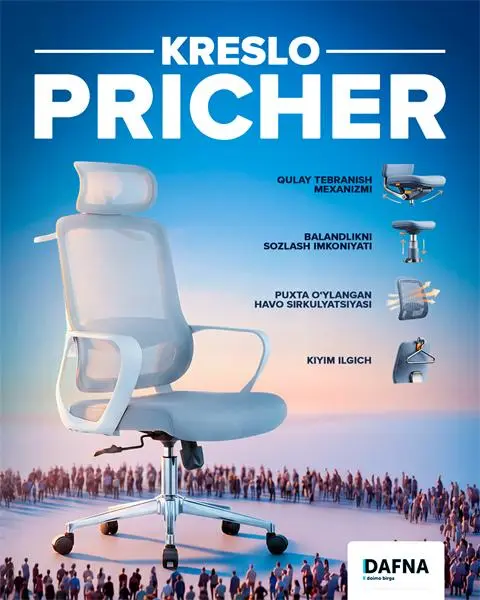 KRESLO
PRICHER
QULAY TEBRANISH
MEXANIZMI
BALANDLIKNI
SOZLASH IMKONIYATI
PUXTA O'YLANGAN
HAVO SIRKULYATSIYASI
KIYIM ILGICH
DAFNA
doimo birga